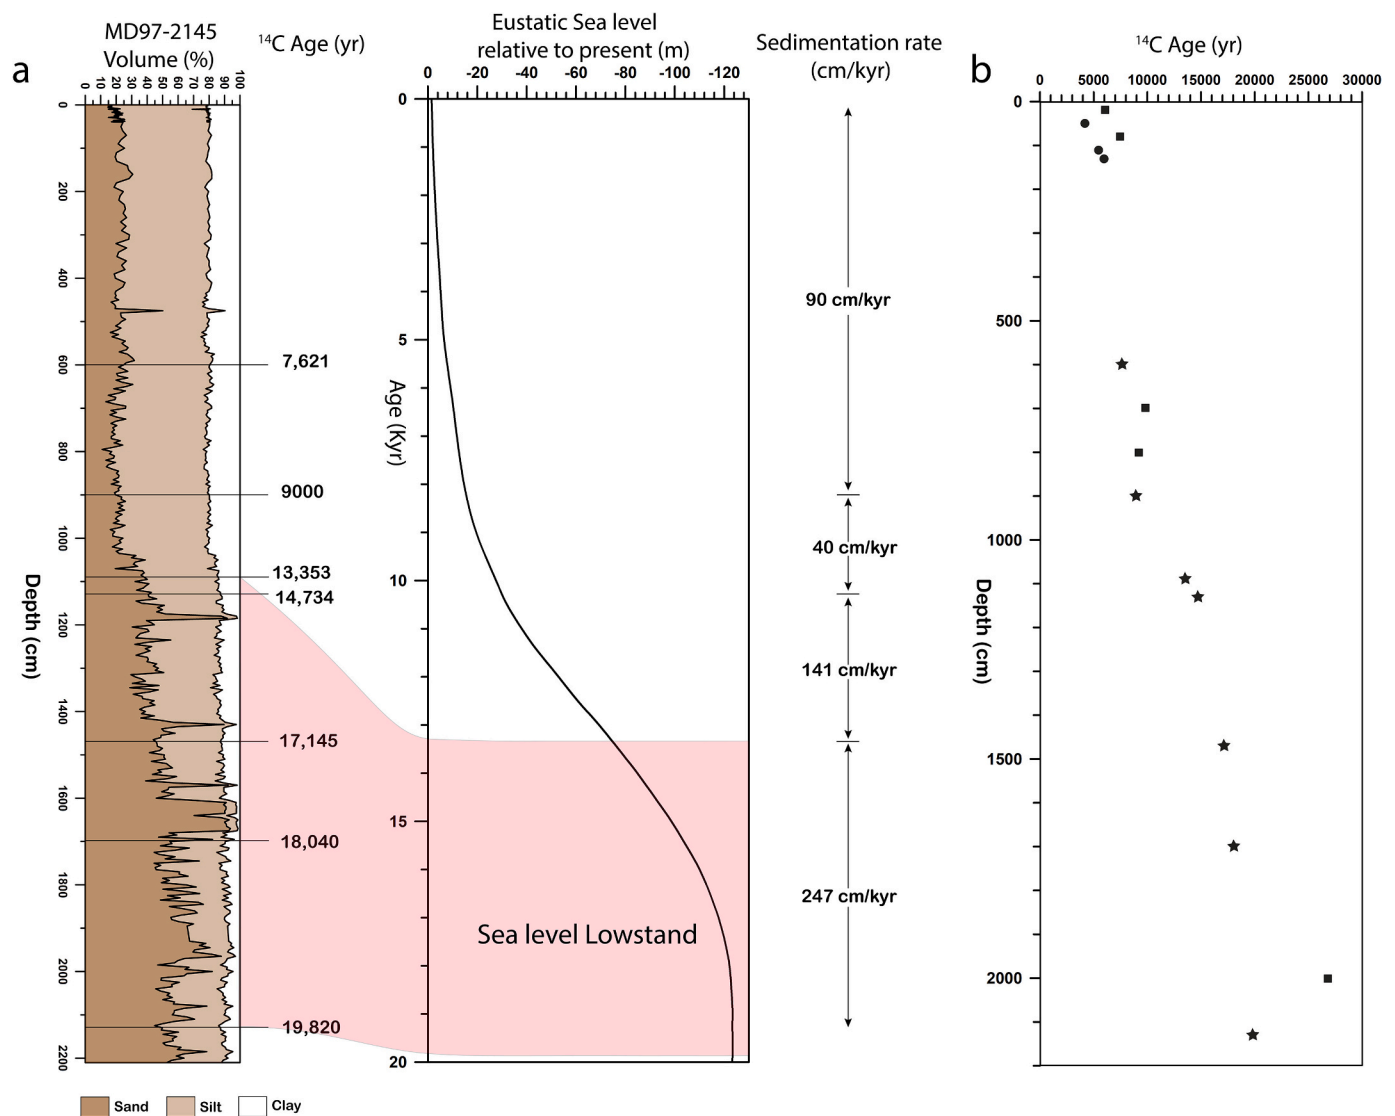 a
MD97-2145
Volume (%)
0 10 20 30 40 50 60 70 80 90 100
¹⁴C Age (yr)
Depth (cm)
0
200
400
600
800
1000
1200
1400
1600
1800
2000
2200
7,621
9000
13,353
14,734
17,145
18,040
19,820
Sand
Silt
Clay
Eustatic Sea level
relative to present (m)
0 -20 -40 -60 -80 -100 -120
Age (Kyr)
0
5
10
15
20
Sea level Lowstand
Sedimentation rate
(cm/kyr)
90 cm/kyr
40 cm/kyr
141 cm/kyr
247 cm/kyr
b
¹⁴C Age (yr)
0 5000 10000 15000 20000 25000 30000
Depth (cm)
0
500
1000
1500
2000